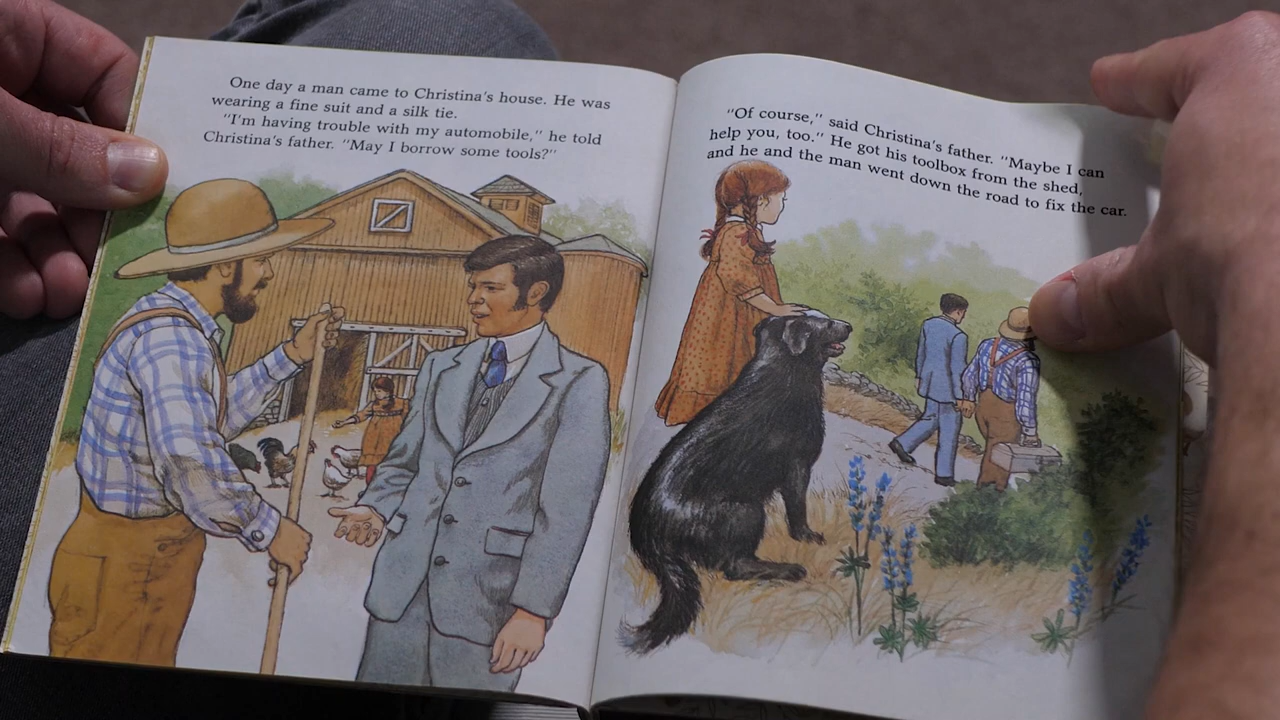 One day a man came to Christina's house. He was
wearing a fine suit and a silk tie.
"I'm having trouble with my automobile," he told
Christina's father. "May I borrow some tools?"
"Of course," said Christina's father. "Maybe I can
help you, too." He got his toolbox from the shed,
and he and the man went down the road to fix the car.